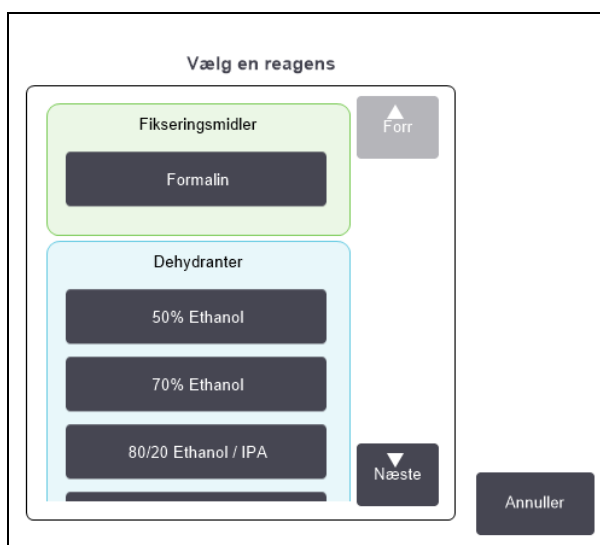 Vælg en reagens
Fikseringsmidler
Forr
Formalin
Dehydranter
50% Ethanol
70% Ethanol
80/20 Ethanol / IPA
Næste
Annuller